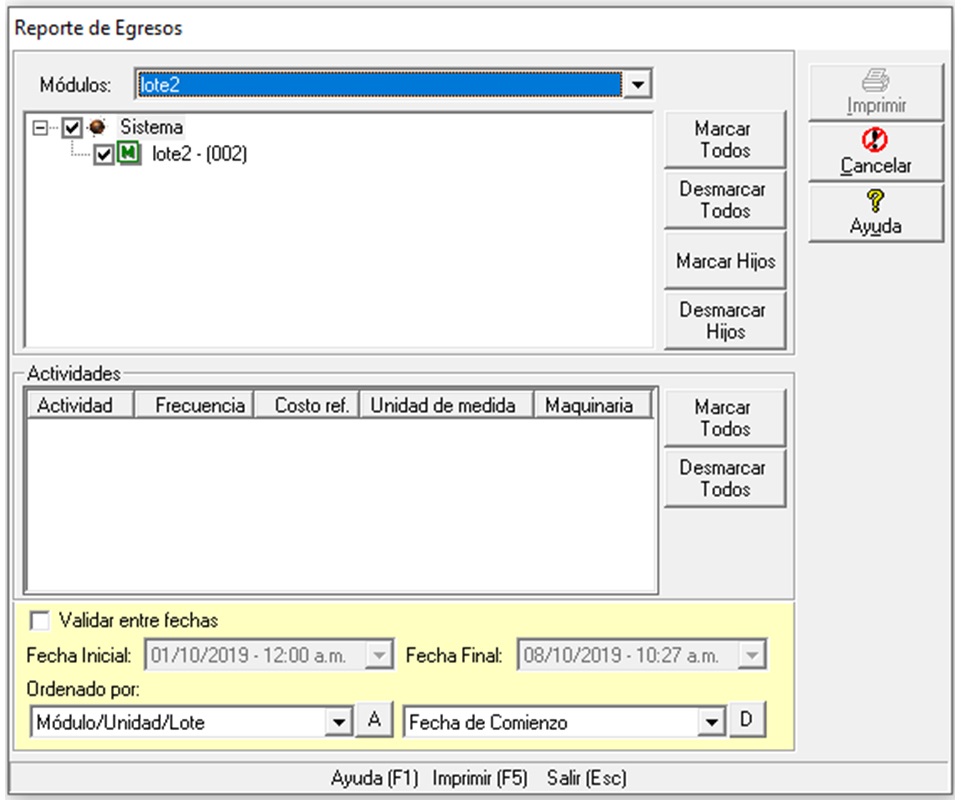 Reporte de Egresos
Módulos: lote2
Imprimir
Cancelar
Ayuda
Sistema
lote2 - (002)
Marcar
Todos
Desmarcar
Todos
Marcar Hijos
Desmarcar
Hijos
Actividades
Actividad Frecuencia Costo ref. Unidad de medida Maquinaria
Marcar
Todos
Desmarcar
Todos
Validar entre fechas
Fecha Inicial: 01/10/2019 - 12:00 a.m. Fecha Final: 08/10/2019 - 10:27 a.m.
Ordenado por:
Módulo/Unidad/Lote A Fecha de Comienzo D
Ayuda (F1) Imprimir (F5) Salir (Esc)